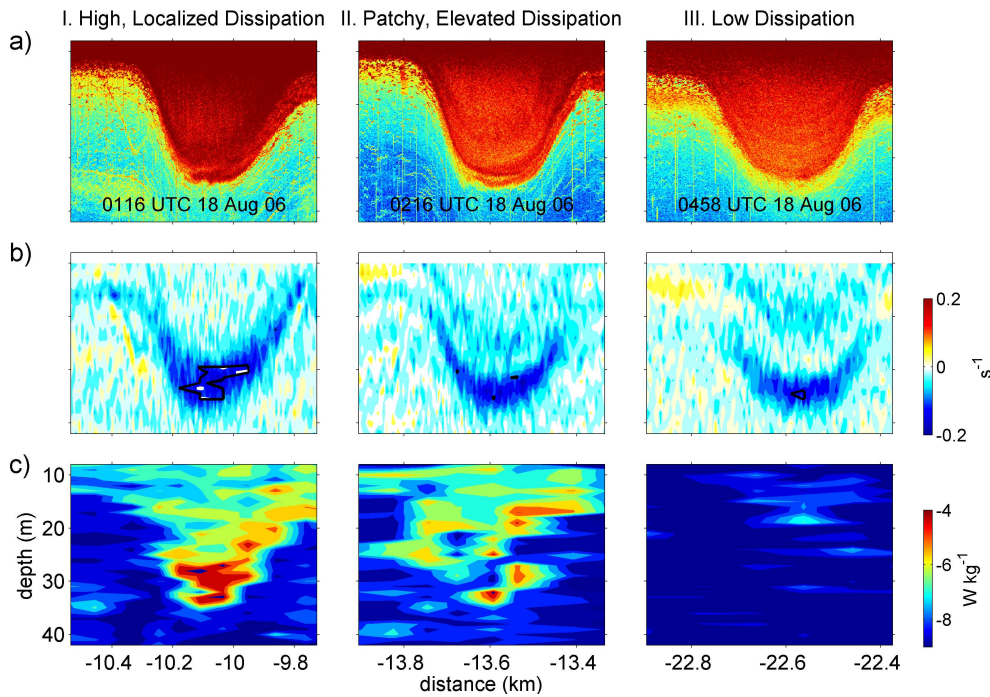 I. High, Localized Dissipation II. Patchy, Elevated Dissipation III. Low Dissipation
a)
0116 UTC 18 Aug 06 0216 UTC 18 Aug 06 0458 UTC 18 Aug 06
b)
0.2
0
-0.2
s⁻¹
c)
10
20
30
40
depth (m)
-4
-6
-8
W kg⁻¹
-10.4 -10.2 -10 -9.8 -13.8 -13.6 -13.4 -22.8 -22.6 -22.4
distance (km)